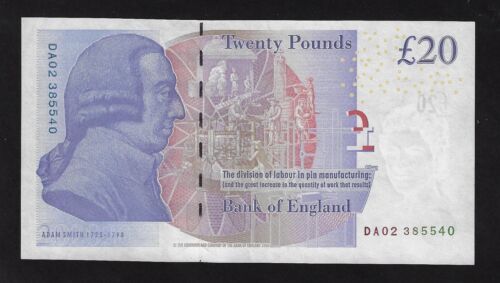 DA02 385540
Twenty Pounds
£20
The division of labour in pin manufacturing:
(and the great increase in the quantity of work that results)
Bank of England
ADAM SMITH 1723-1790
DA02 385540